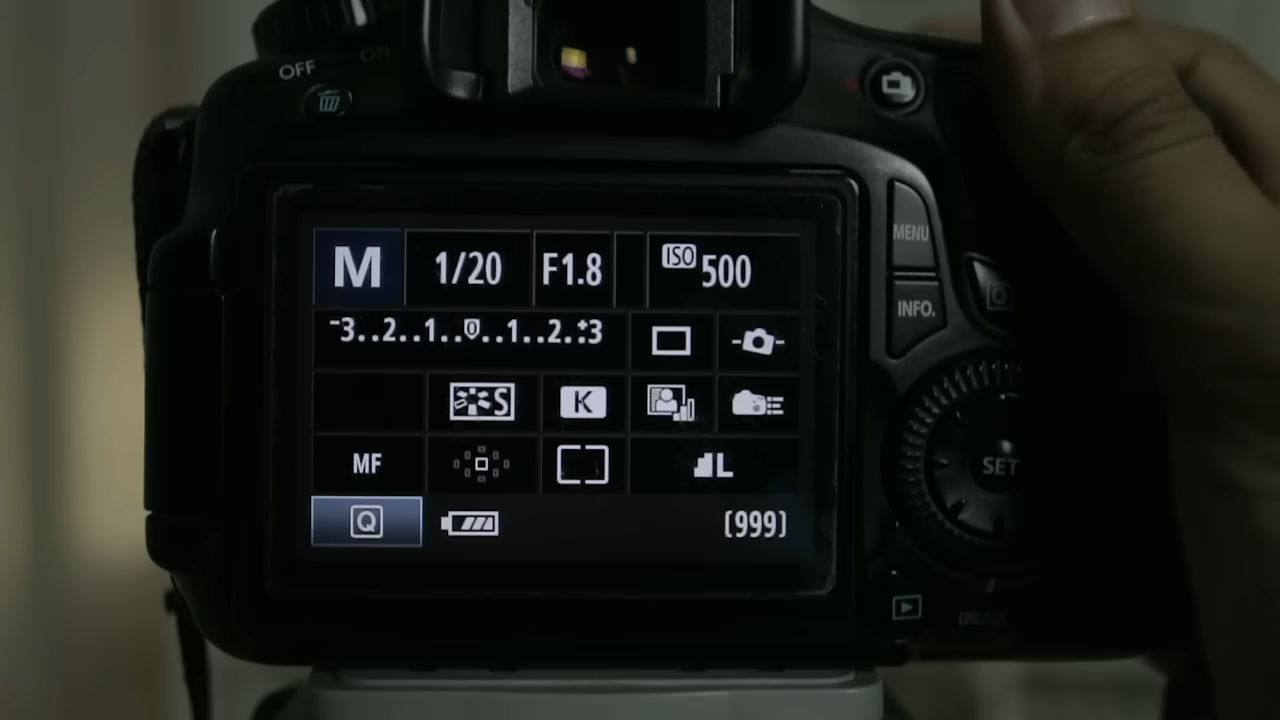 OFF ON
MENU
M 1/20 F1.8 ISO 500
INFO.
-3..2..1..0..1..2.:+3
S K
SET
MF L
Q [999]
UNLOCK